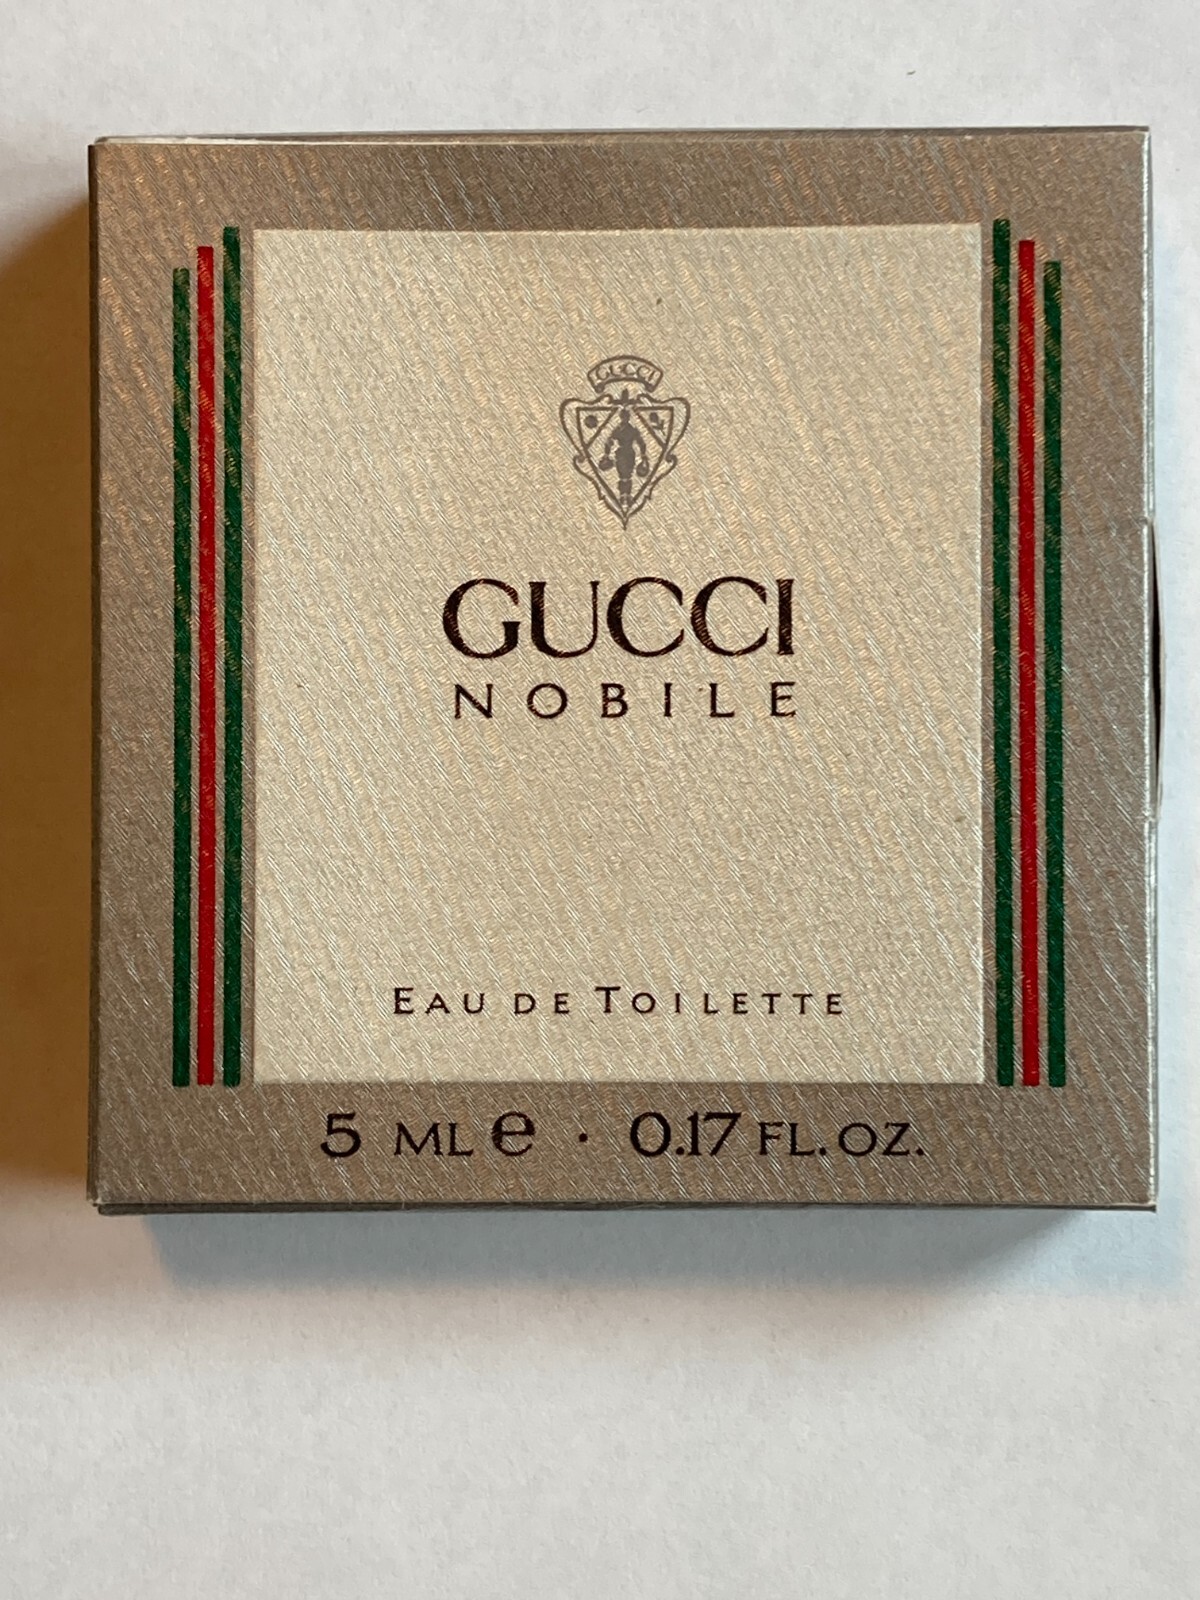 GUCCI
GUCCI
NOBILE
EAU DE TOILETTE
5 ML e · 0.17 FL. OZ.